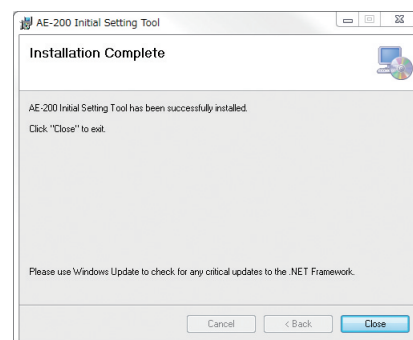 AE-200 Initial Setting Tool
Installation Complete
AE-200 Initial Setting Tool has been successfully installed.
Click "Close" to exit.
Please use Windows Update to check for any critical updates to the .NET Framework.
Cancel
< Back
Close